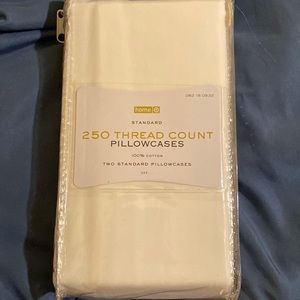 home
STANDARD
250 THREAD COUNT
PILLOWCASES
100% COTTON
TWO STANDARD PILLOWCASES